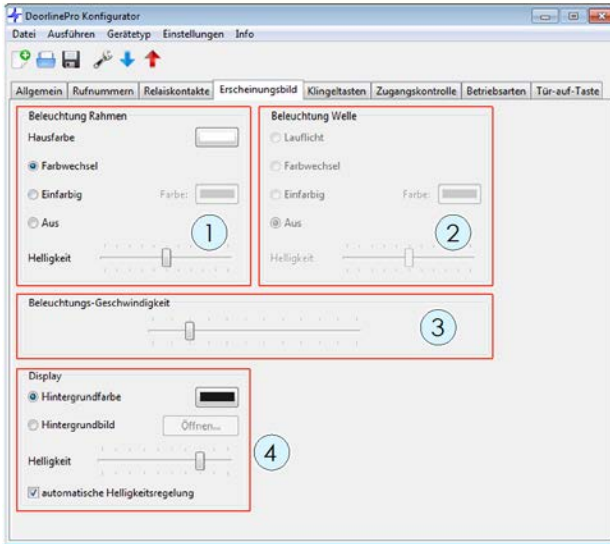 DoorlinePro Konfigurator
Datei Ausführen Gerätetyp Einstellungen Info
Allgemein Rufnummern Relaiskontakte Erscheinungsbild Klingeltasten Zugangskontrolle Betriebsarten Tür-auf-Taste
Beleuchtung Rahmen
Hausfarbe
Farbwechsel
Einfarbig Farbe:
Aus
1
Helligkeit
Beleuchtung Welle
Lauflicht
Farbwechsel
Einfarbig Farbe:
Aus
2
Helligkeit
Beleuchtungs-Geschwindigkeit
3
Display
Hintergrundfarbe
Hintergrundbild Öffnen...
4
Helligkeit
automatische Helligkeitsregelung